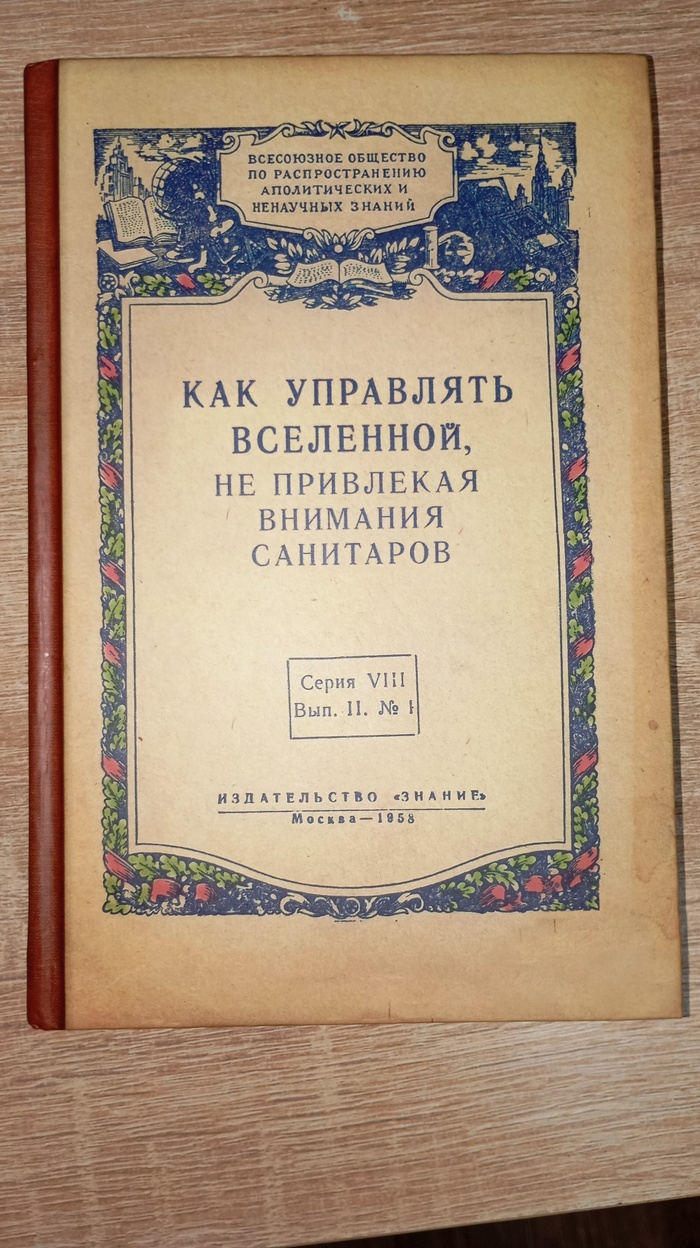 ВСЕСОЮЗНОЕ ОБЩЕСТВО
ПО РАСПРОСТРАНЕНИЮ
АПОЛИТИЧЕСКИХ И
НЕНАУЧНЫХ ЗНАНИЙ
КАК УПРАВЛЯТЬ
ВСЕЛЕННОЙ,
НЕ ПРИВЛЕКАЯ
ВНИМАНИЯ
САНИТАРОВ
Серия VIII
Вып. II. № 1
ИЗДАТЕЛЬСТВО «ЗНАНИЕ»
Москва—1958